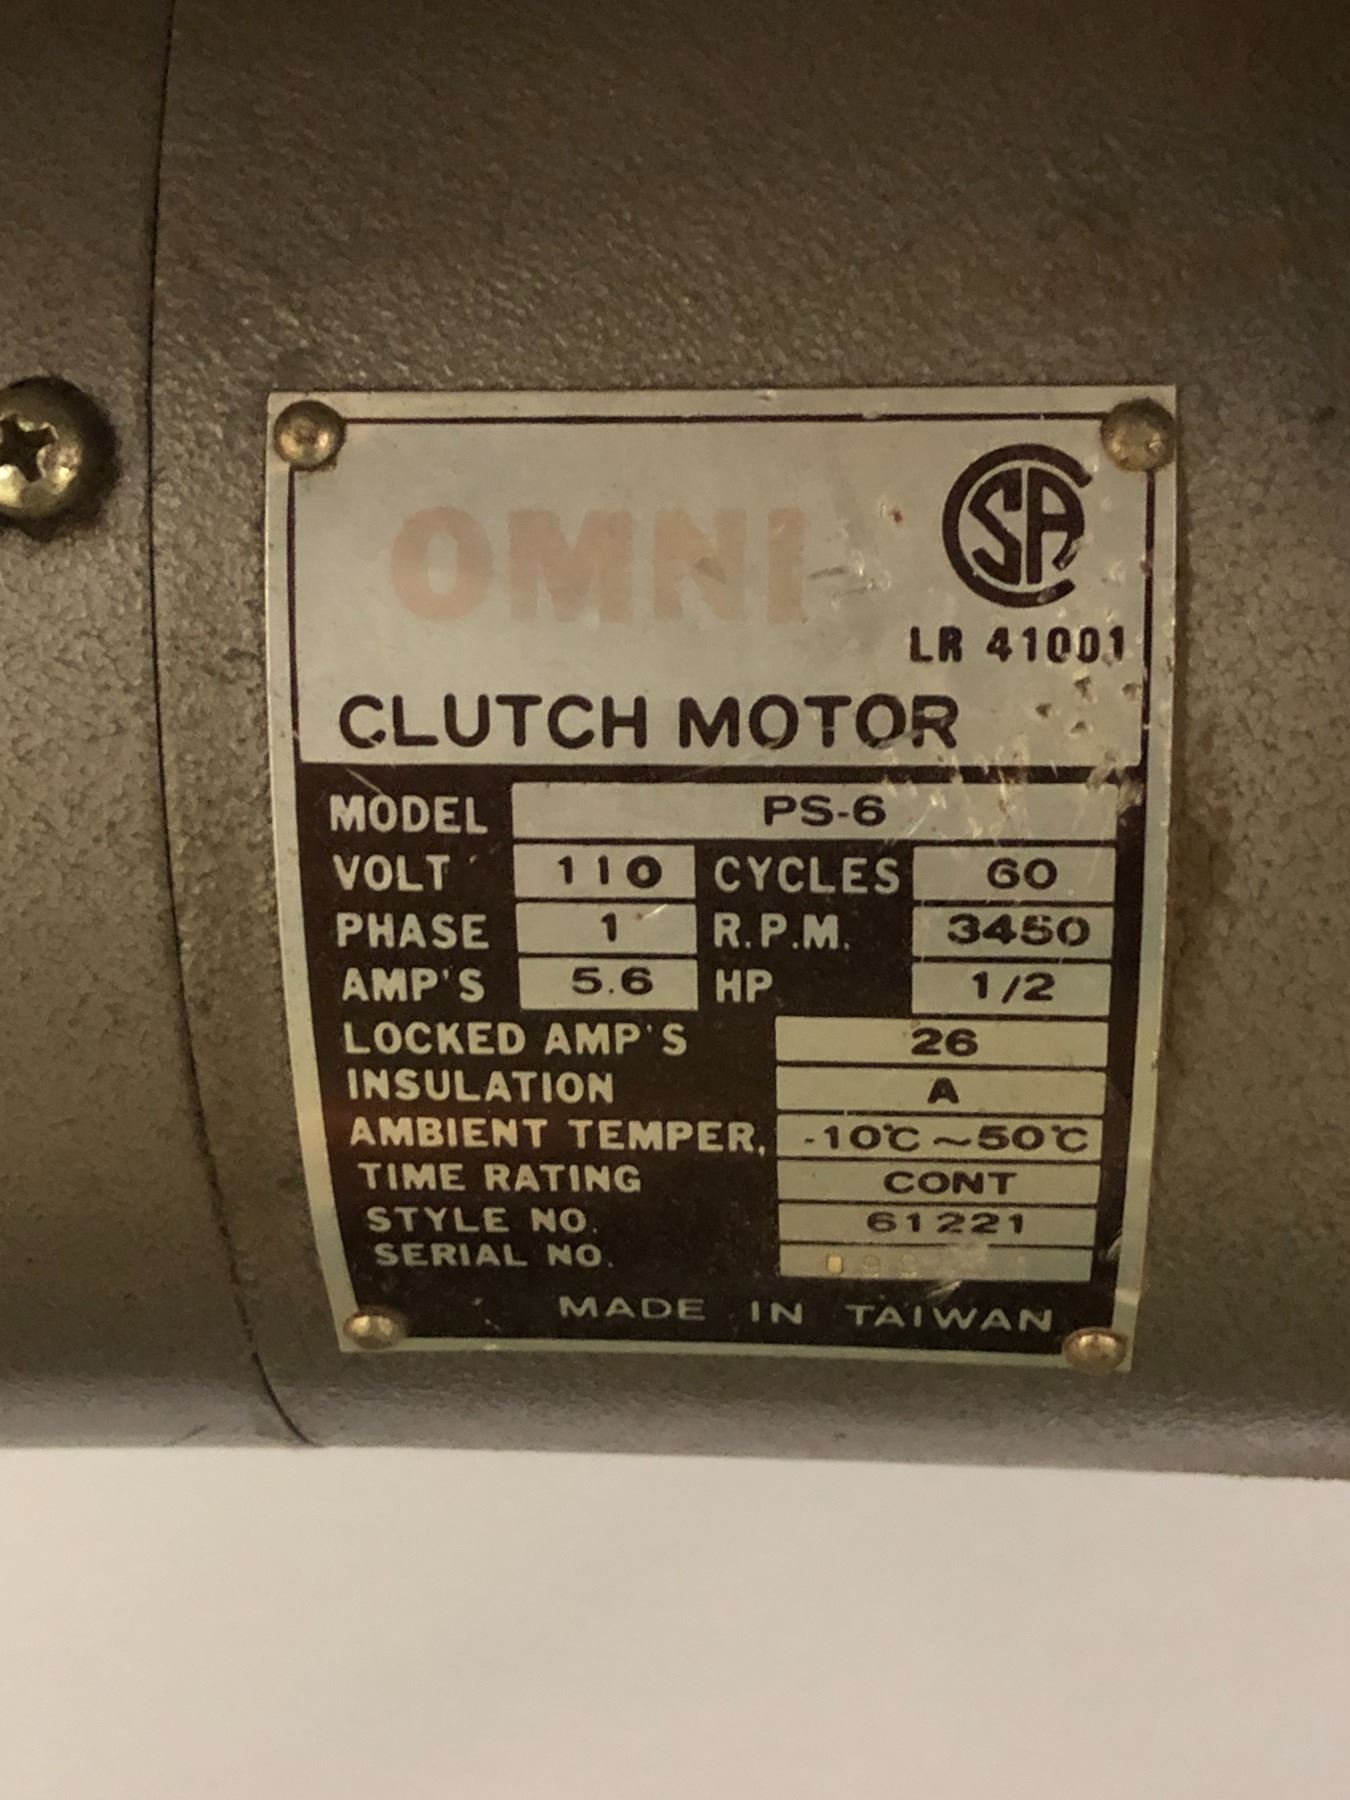 OMNI
CSA
LR 41001
CLUTCH MOTOR
MODEL PS-6
VOLT 110 CYCLES 60
PHASE 1 R.P.M. 3450
AMP'S 5.6 HP 1/2
LOCKED AMP'S 26
INSULATION A
AMBIENT TEMPER, -10°C ~ 50°C
TIME RATING CONT
STYLE NO. 61221
SERIAL NO.
MADE IN TAIWAN